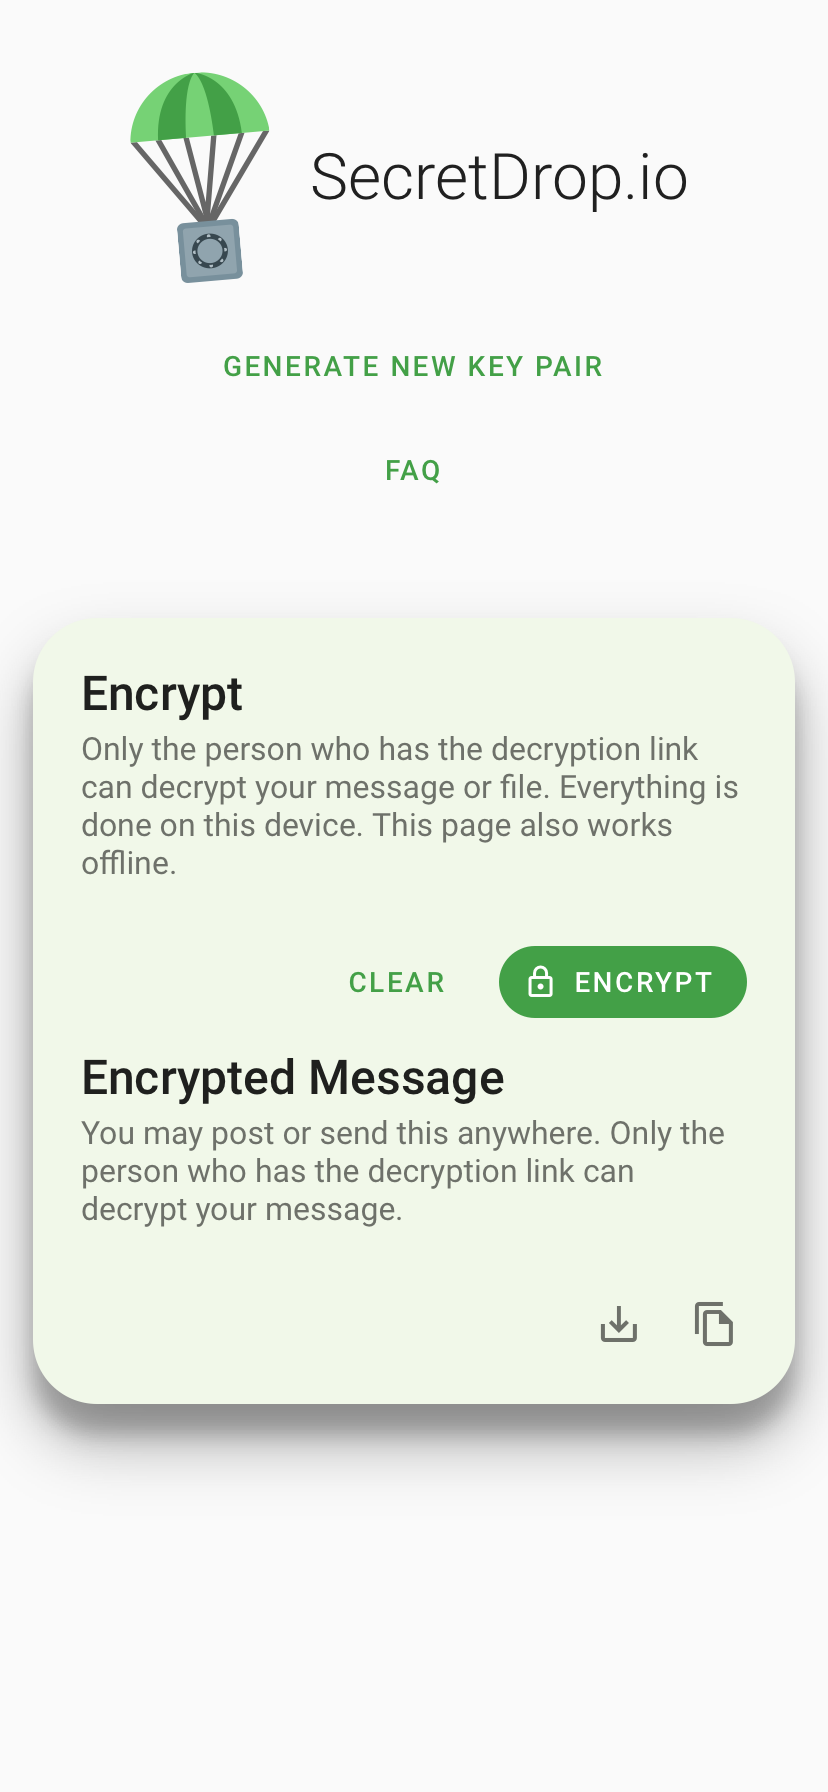 SecretDrop.io
GENERATE NEW KEY PAIR
FAQ
Encrypt
Only the person who has the decryption link
can decrypt your message or file. Everything is
done on this device. This page also works
offline.
CLEAR
ENCRYPT
Encrypted Message
You may post or send this anywhere. Only the
person who has the decryption link can
decrypt your message.